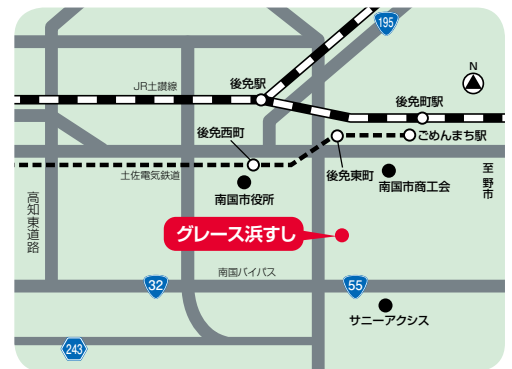 195
JR土讃線
後免駅
N
後免町駅
後免西町
ごめんまち駅
土佐電気鉄道
後免東町
至 野市
南国市役所
南国市商工会
高知東道路
グレース浜すし
南国バイパス
32
55
サニーアクシス
243